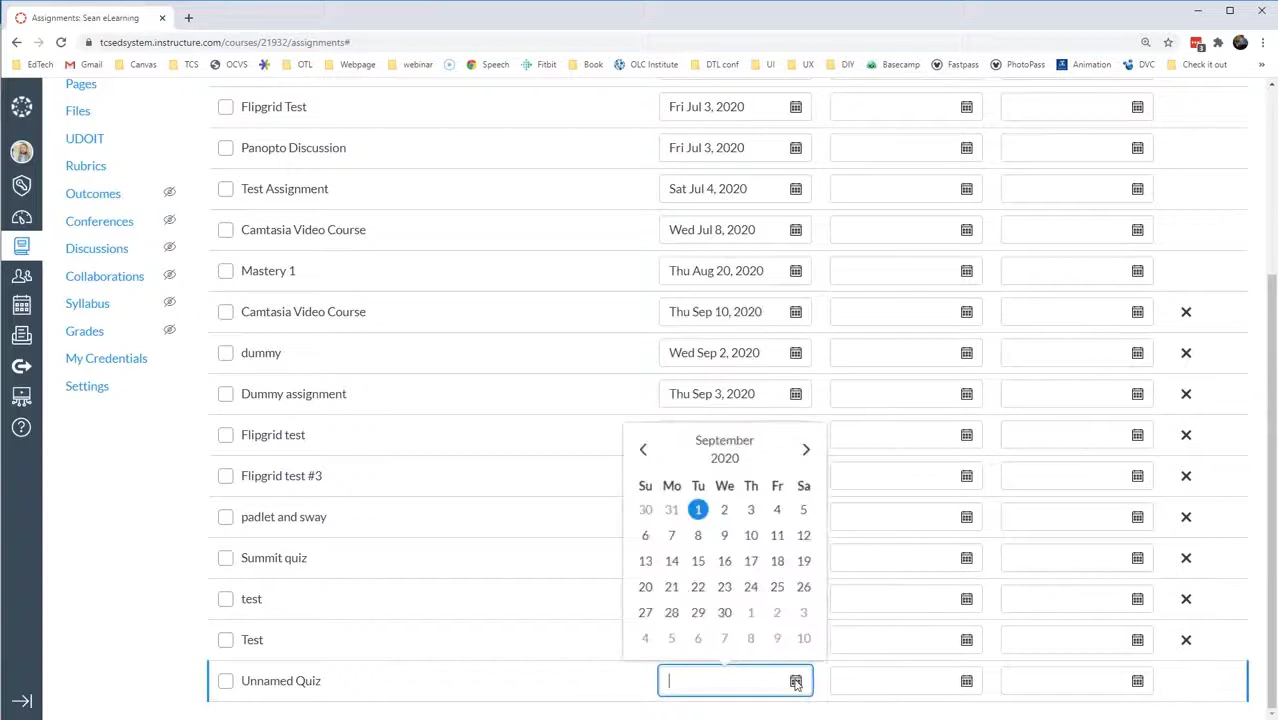 Assignments: Sean eLearning
tcsedsystem.instructure.com/courses/21932/assignments#
EdTech Gmail Canvas TCS OCVS OTL Webpage webinar Speech Fitbit Book OLC Institute DTL conf UI UX DIY Basecamp Fastpass PhotoPass Animation DVC Check it out »
Pages
Files
UDOIT
Rubrics
Outcomes
Conferences
Discussions
Collaborations
Syllabus
Grades
My Credentials
Settings
Flipgrid Test Fri Jul 3, 2020
Panopto Discussion Fri Jul 3, 2020
Test Assignment Sat Jul 4, 2020
Camtasia Video Course Wed Jul 8, 2020
Mastery 1 Thu Aug 20, 2020
Camtasia Video Course Thu Sep 10, 2020
dummy Wed Sep 2, 2020
Dummy assignment Thu Sep 3, 2020
Flipgrid test
Flipgrid test #3
padlet and sway
Summit quiz
test
Test
Unnamed Quiz
September
2020
Su Mo Tu We Th Fr Sa
30 31 1 2 3 4 5
6 7 8 9 10 11 12
13 14 15 16 17 18 19
20 21 22 23 24 25 26
27 28 29 30 1 2 3
4 5 6 7 8 9 10